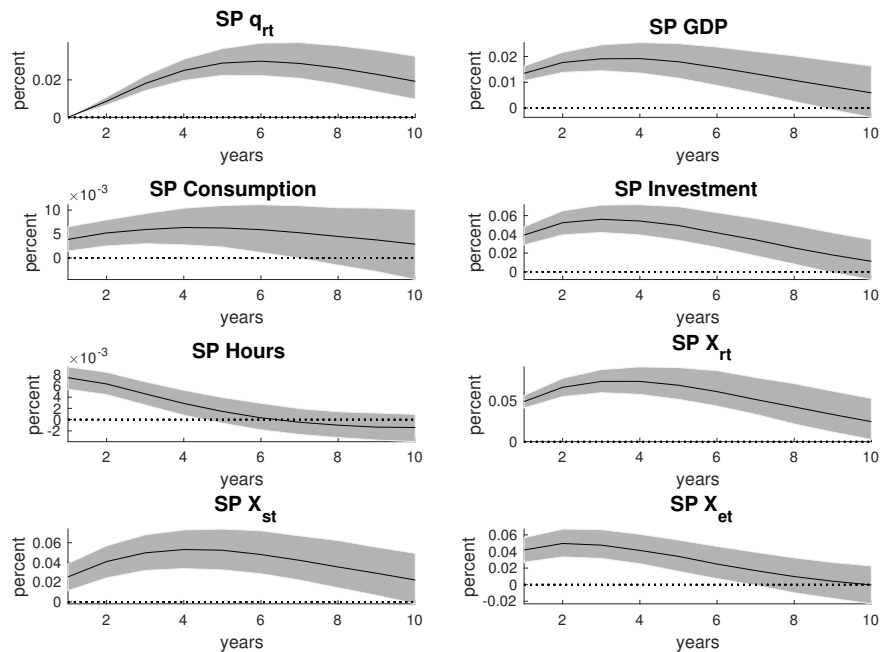 SP q_rt
percent
0.02
0
2 4 6 8 10
years
SP GDP
percent
0.02
0.01
0
2 4 6 8 10
years
SP Consumption
×10^-3
percent
10
5
0
2 4 6 8 10
years
SP Investment
percent
0.06
0.04
0.02
0
2 4 6 8 10
years
SP Hours
×10^-3
percent
8
6
4
2
0
-2
2 4 6 8 10
years
SP X_rt
percent
0.05
0
2 4 6 8 10
years
SP X_st
percent
0.06
0.04
0.02
0
2 4 6 8 10
years
SP X_et
percent
0.06
0.04
0.02
0
-0.02
2 4 6 8 10
years